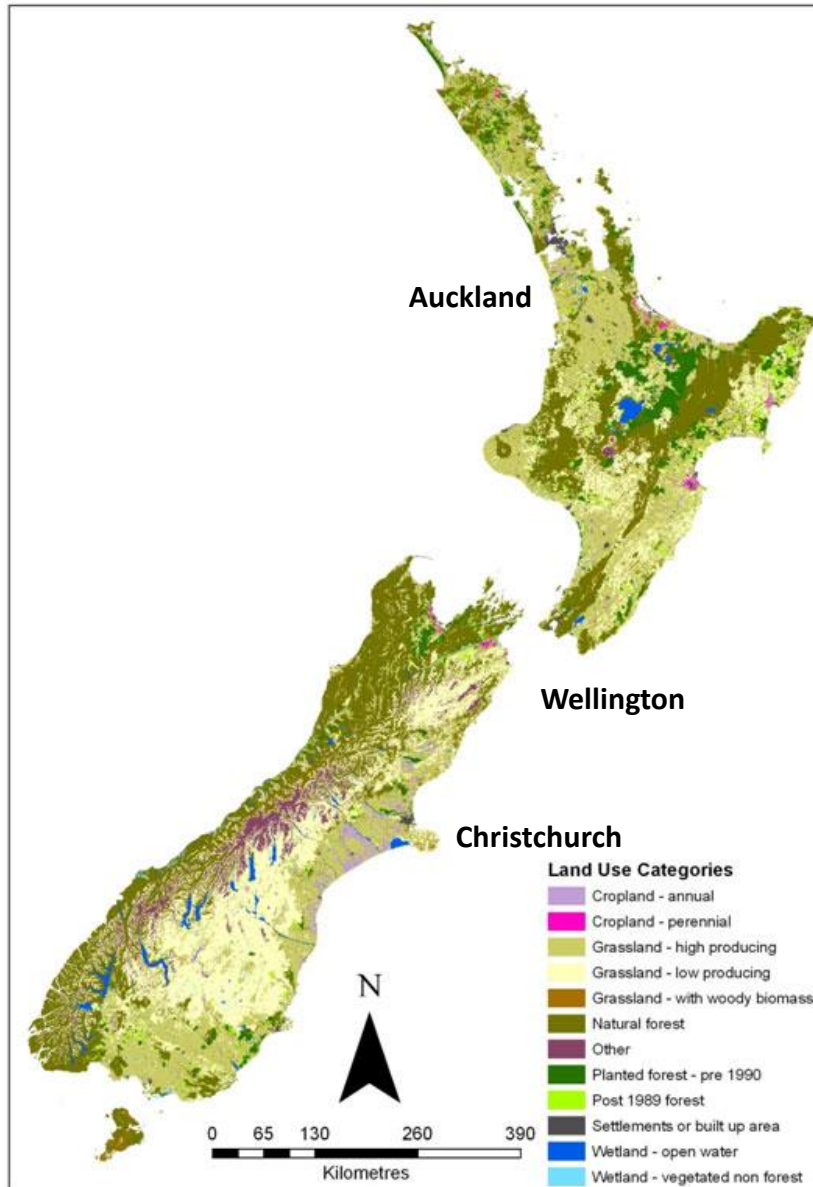 Auckland
Wellington
Christchurch
Land Use Categories
Cropland - annual
Cropland - perennial
Grassland - high producing
Grassland - low producing
Grassland - with woody biomass
Natural forest
Other
Planted forest - pre 1990
Post 1989 forest
Settlements or built up area
Wetland - open water
Wetland - vegetated non forest
N
0 65 130 260 390
Kilometres